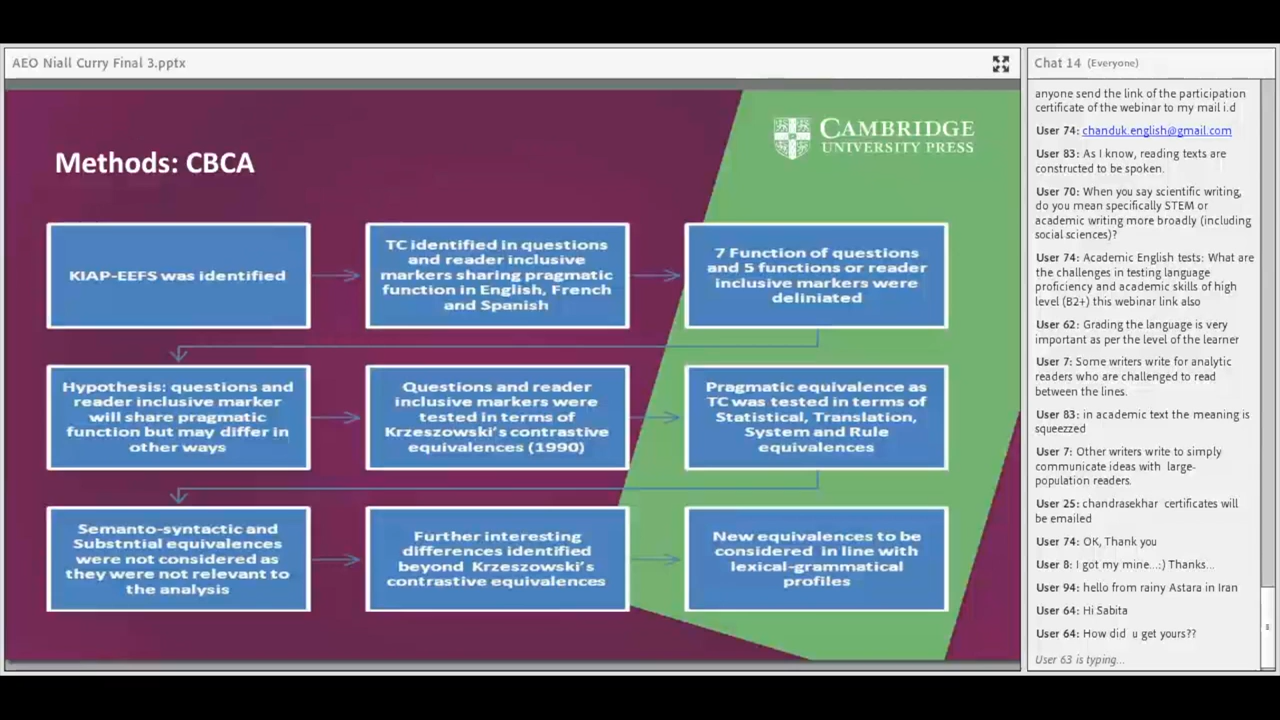 AEO Niall Curry Final 3.pptx
Methods: CBCA
CAMBRIDGE
UNIVERSITY PRESS
KIAP-EEFS was identified
TC identified in questions
and reader inclusive
markers sharing pragmatic
function in English, French
and Spanish
7 Function of questions
and 5 functions or reader
inclusive markers were
deliniated
Hypothesis: questions and
reader inclusive marker
will share pragmatic
function but may differ in
other ways
Questions and reader
inclusive markers were
tested in terms of
Krzeszowski's contrastive
equivalences (1990)
Pragmatic equivalence as
TC was tested in terms of
Statistical, Translation,
System and Rule
equivalences
Semanto-syntactic and
Substntial equivalences
were not considered as
they were not relevant to
the analysis
Further interesting
differences identified
beyond Krzeszowski's
contrastive equivalences
New equivalences to be
considered in line with
lexical-grammatical
profiles
Chat 14 (Everyone)
anyone send the link of the participation
certificate of the webinar to my mail i.d
User 74: chanduk.english@gmail.com
User 83: As I know, reading texts are
constructed to be spoken.
User 70: When you say scientific writing,
do you mean specifically STEM or
academic writing more broadly (including
social sciences)?
User 74: Academic English tests: What are
the challenges in testing language
proficiency and academic skills of high
level (B2+) this webinar link also
User 62: Grading the language is very
important as per the level of the learner
User 7: Some writers write for analytic
readers who are challenged to read
between the lines.
User 83: in academic text the meaning is
squeezzed
User 7: Other writers write to simply
communicate ideas with large-
population readers.
User 25: chandrasekhar certificates will
be emailed
User 74: OK, Thank you
User 8: I got my mine...:) Thanks...
User 94: hello from rainy Astara in Iran
User 64: Hi Sabita
User 64: How did u get yours??
User 63 is typing...